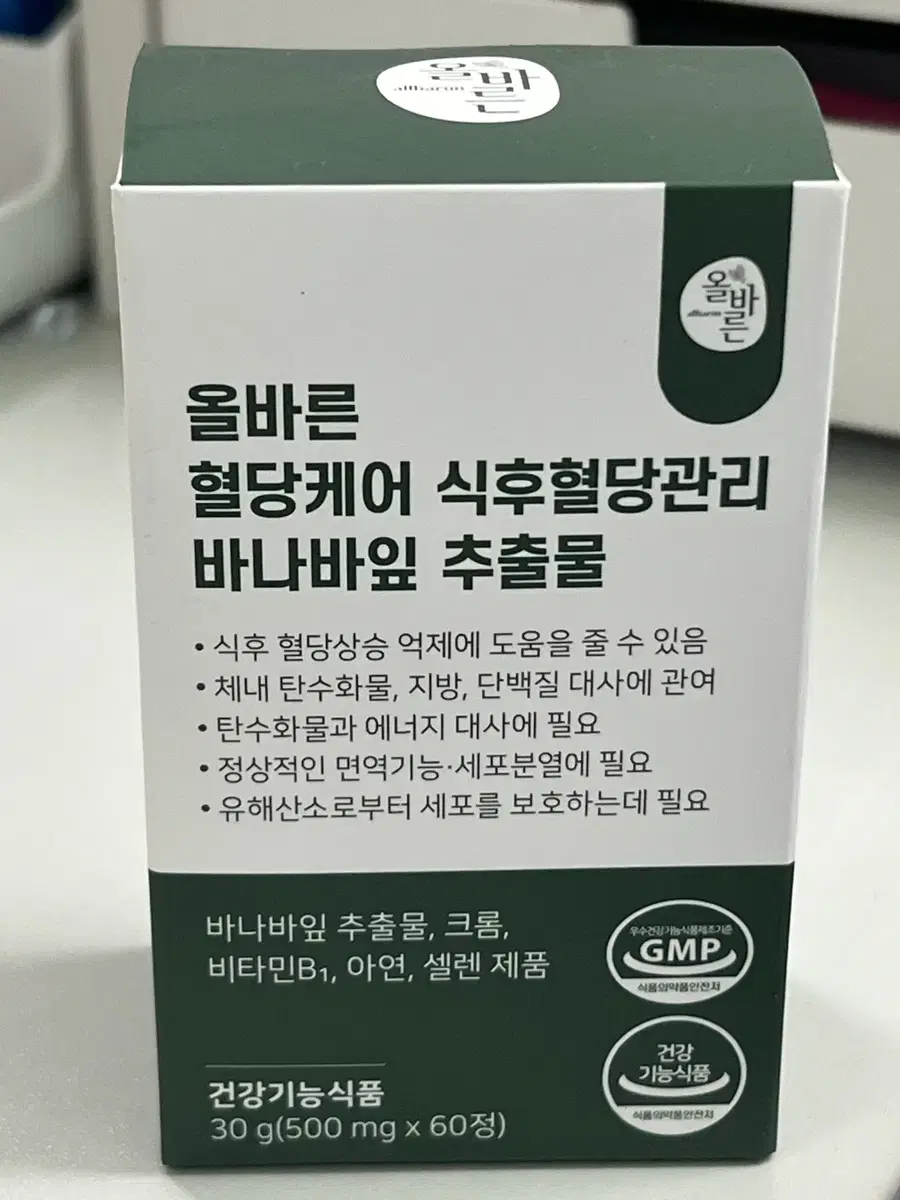 올바른
allbarun
올바른
올바른
혈당케어 식후혈당관리
바나바잎 추출물
• 식후 혈당상승 억제에 도움을 줄 수 있음
• 체내 탄수화물, 지방, 단백질 대사에 관여
• 탄수화물과 에너지 대사에 필요
• 정상적인 면역기능·세포분열에 필요
• 유해산소로부터 세포를 보호하는데 필요
바나바잎 추출물, 크롬,
비타민B₁, 아연, 셀렌 제품
우수건강기능식품제조기준
GMP
식품의약품안전처
건강
기능식품
식품의약품안전처
건강기능식품
30 g(500 mg x 60정)